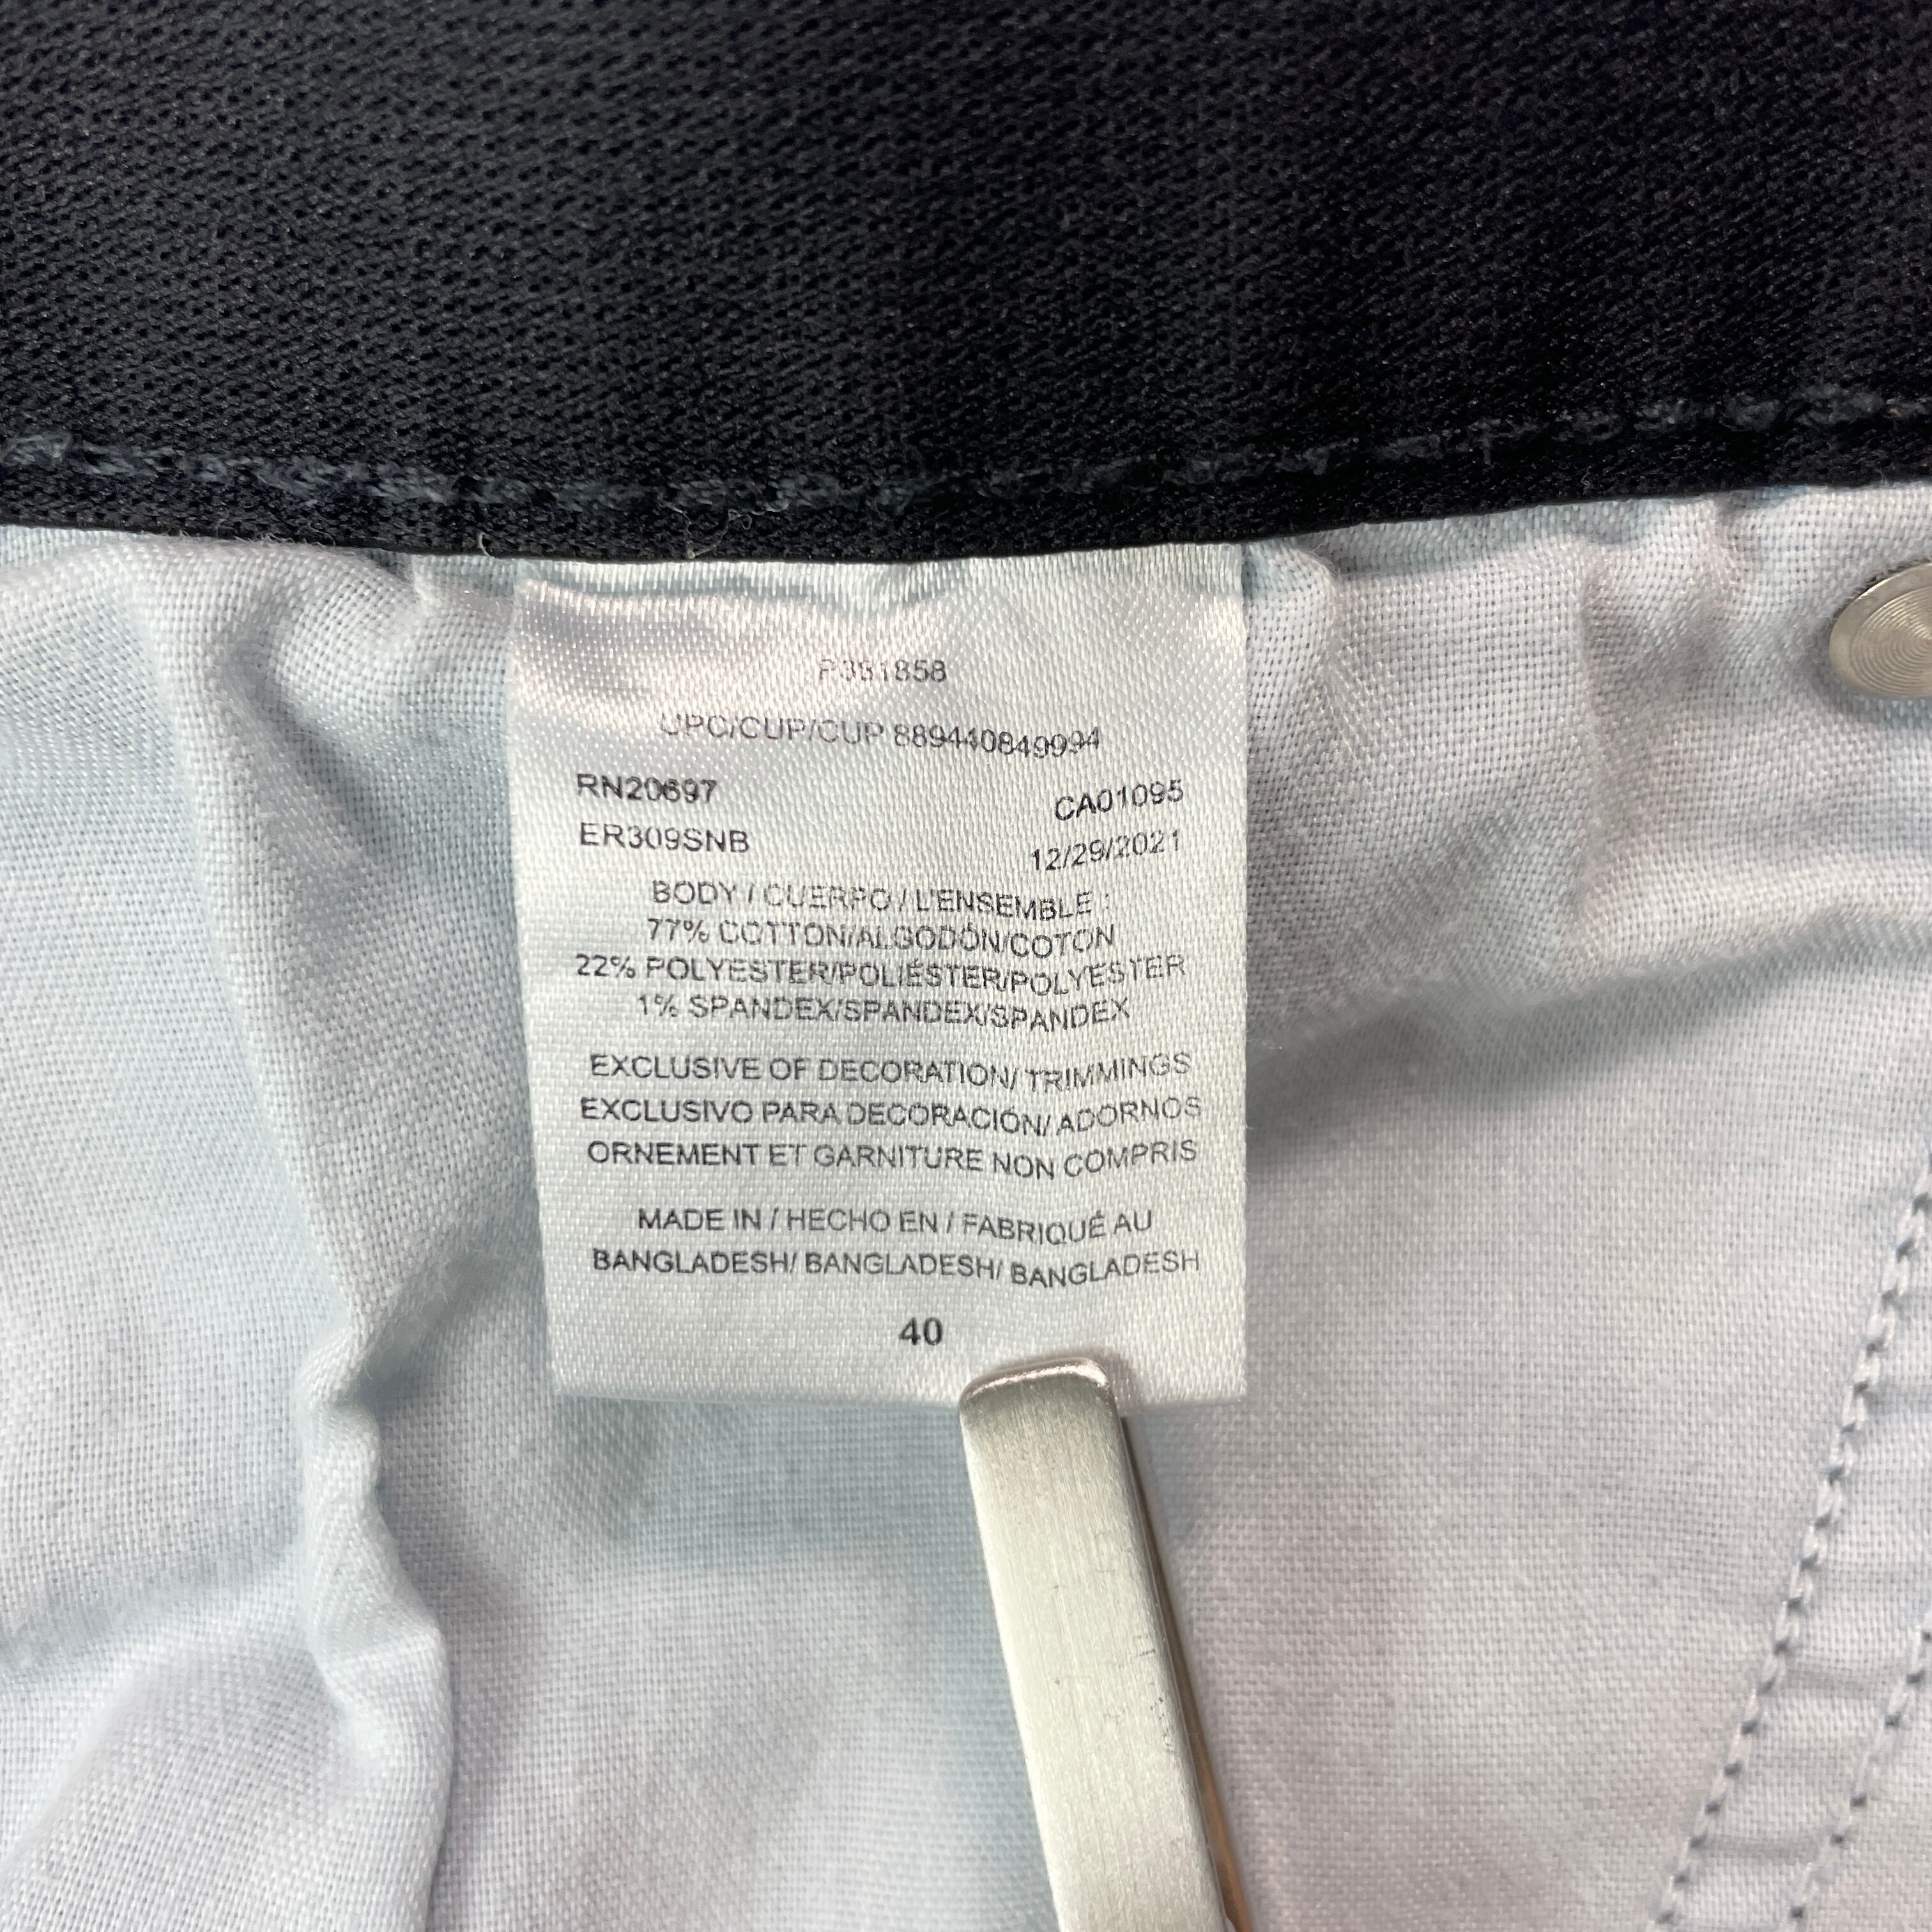 P381858
UPC/CUP/CUP 889440849994
RN20697 CA01095
ER309SNB 12/29/2021
BODY / CUERPO / L'ENSEMBLE :
77% COTTON/ALGODÓN/COTON
22% POLYESTER/POLIÉSTER/POLYESTER
1% SPANDEX/SPANDEX/SPANDEX
EXCLUSIVE OF DECORATION/ TRIMMINGS
EXCLUSIVO PARA DECORACIÓN/ ADORNOS
ORNEMENT ET GARNITURE NON COMPRIS
MADE IN / HECHO EN / FABRIQUÉ AU
BANGLADESH/ BANGLADESH/ BANGLADESH
40